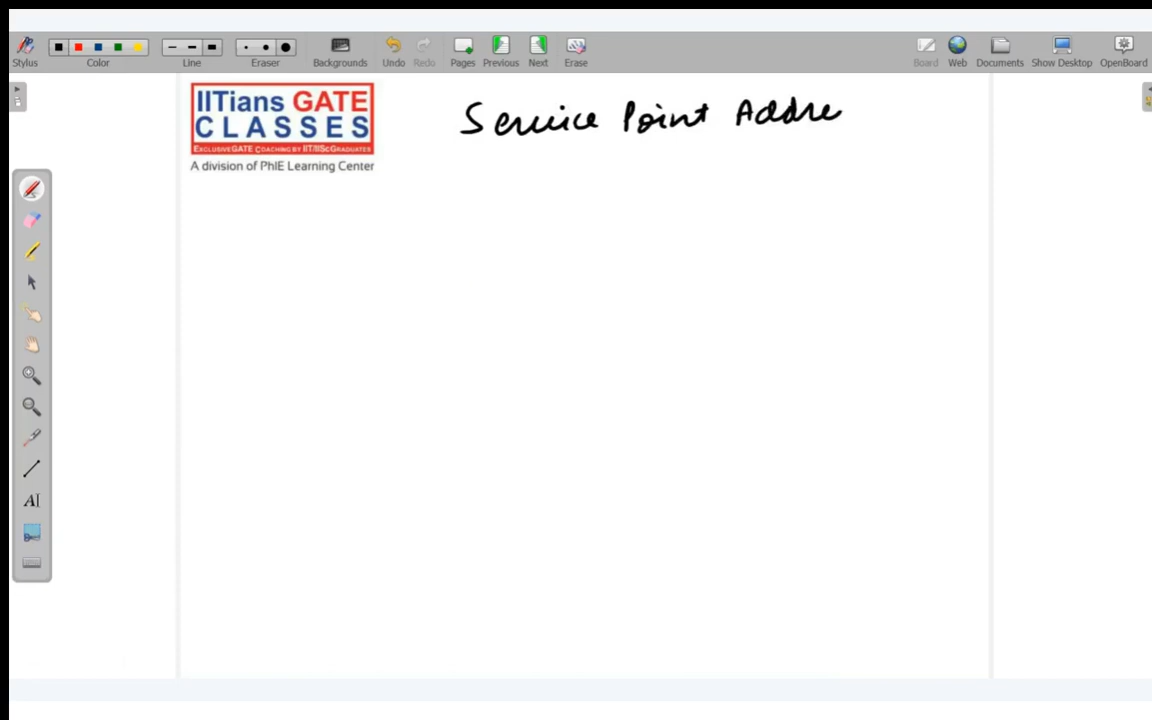 Stylus Color Line Eraser Backgrounds Undo Redo Pages Previous Next Erase Board Web Documents Show Desktop OpenBoard
IITians GATE
CLASSES
EXCLUSIVE GATE COACHING BY IIT/IISc GRADUATES
A division of PhIE Learning Center
Service Point Addre
AI